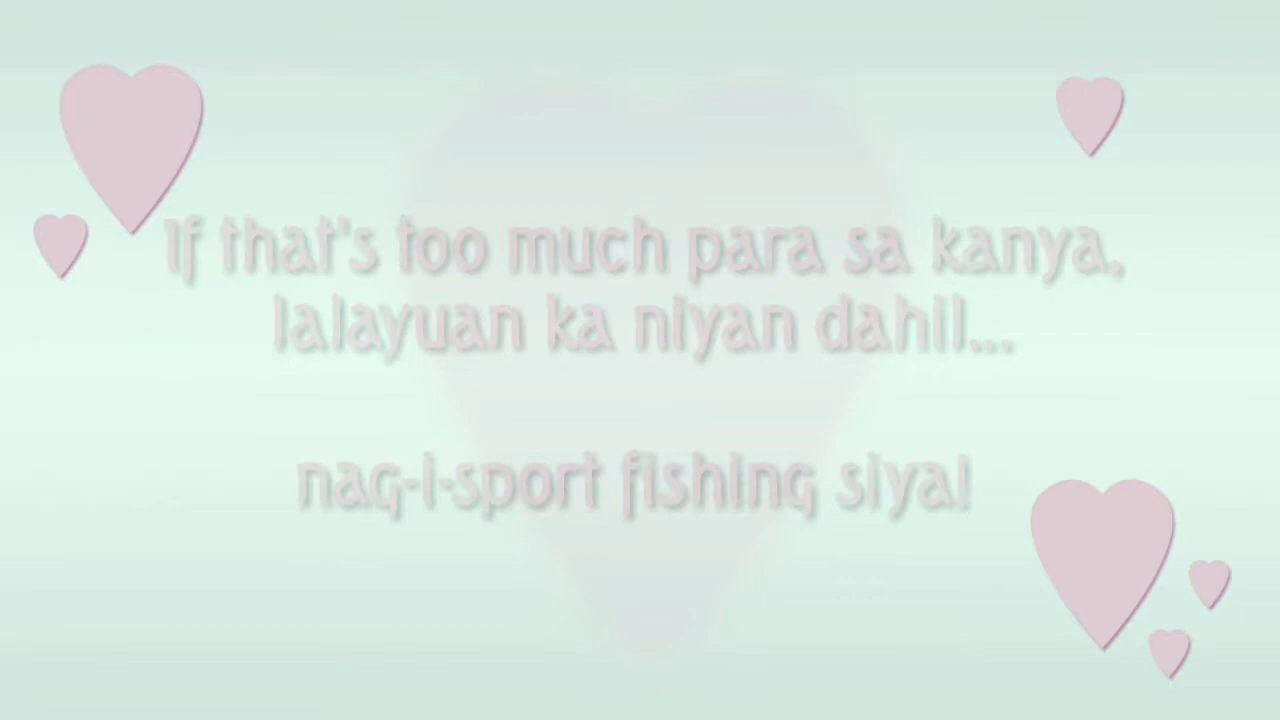 If that's too much para sa kanya,
lalayuan ka niyan dahil...
nag-i-sport fishing siya!